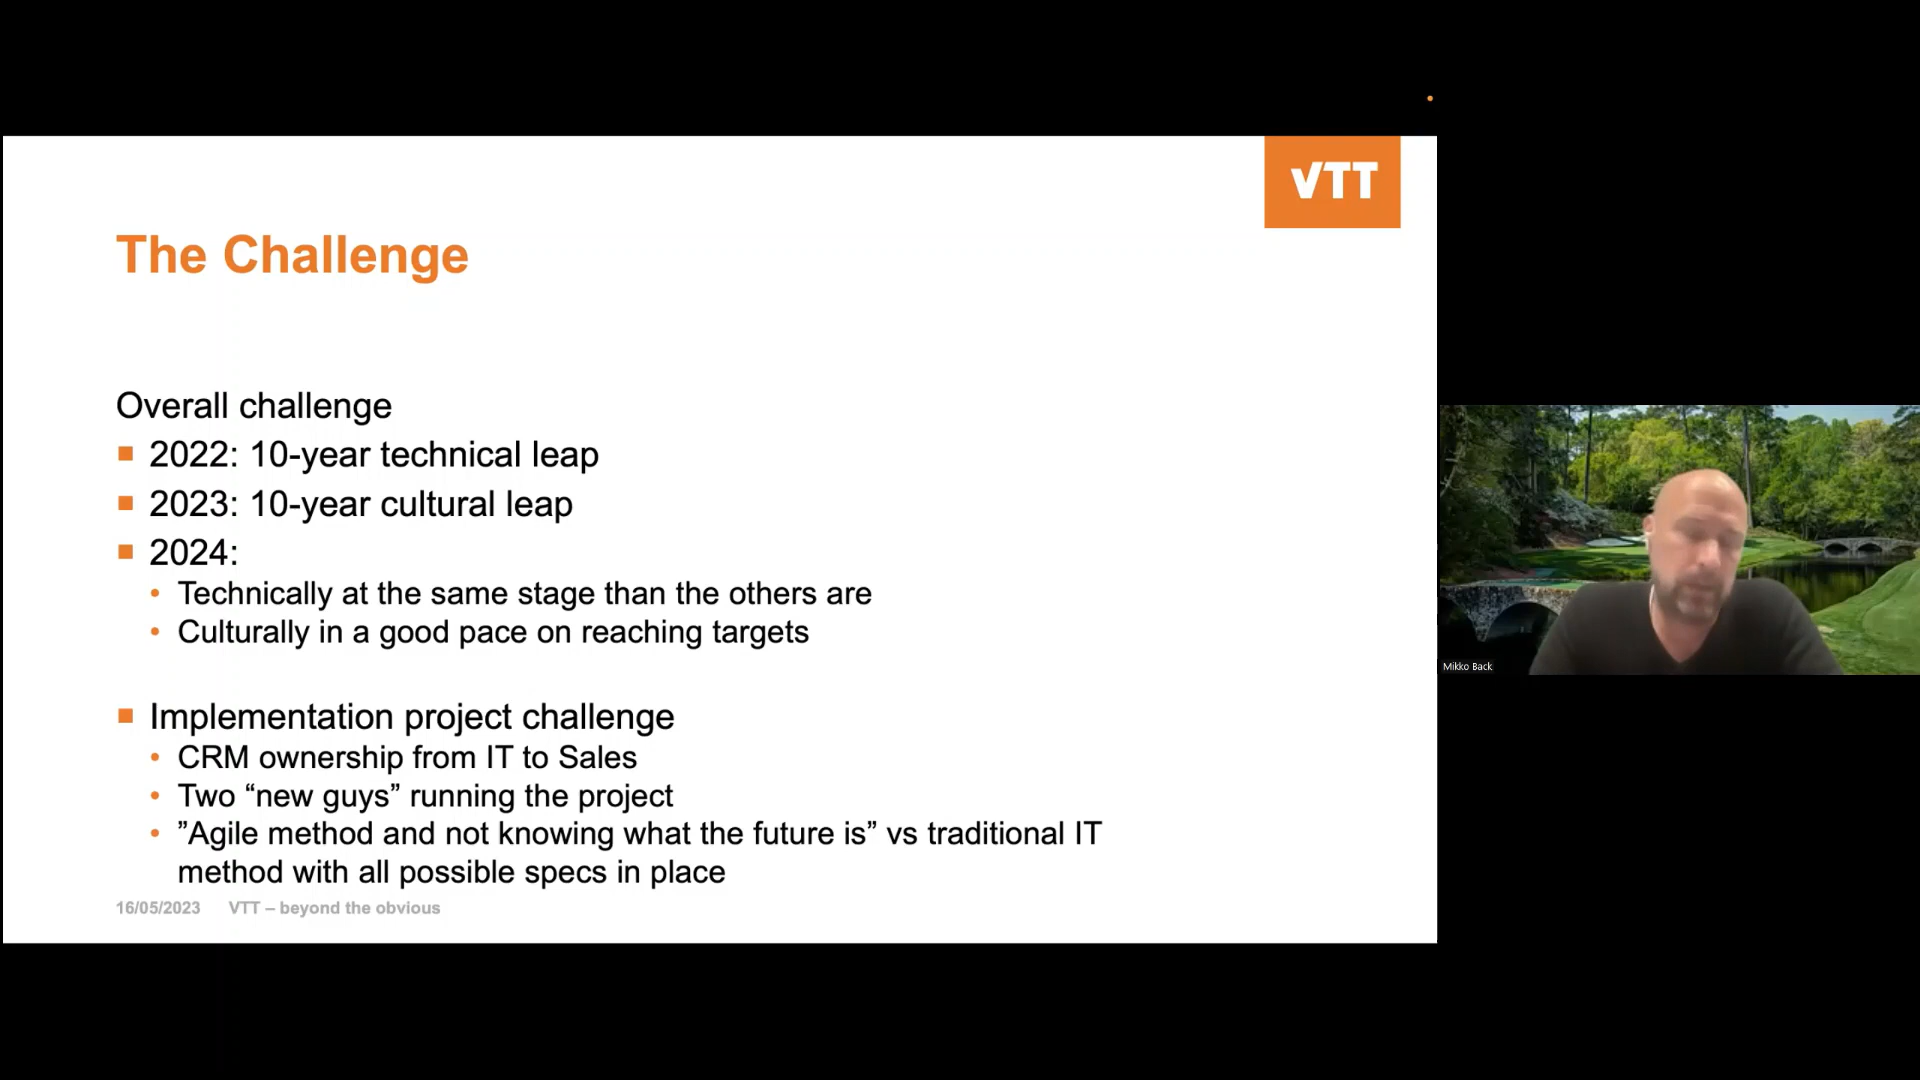 VTT
The Challenge
Overall challenge
2022: 10-year technical leap
2023: 10-year cultural leap
2024:
Technically at the same stage than the others are
Culturally in a good pace on reaching targets
Implementation project challenge
CRM ownership from IT to Sales
Two “new guys” running the project
”Agile method and not knowing what the future is” vs traditional IT
method with all possible specs in place
16/05/2023 VTT – beyond the obvious
Mikko Back